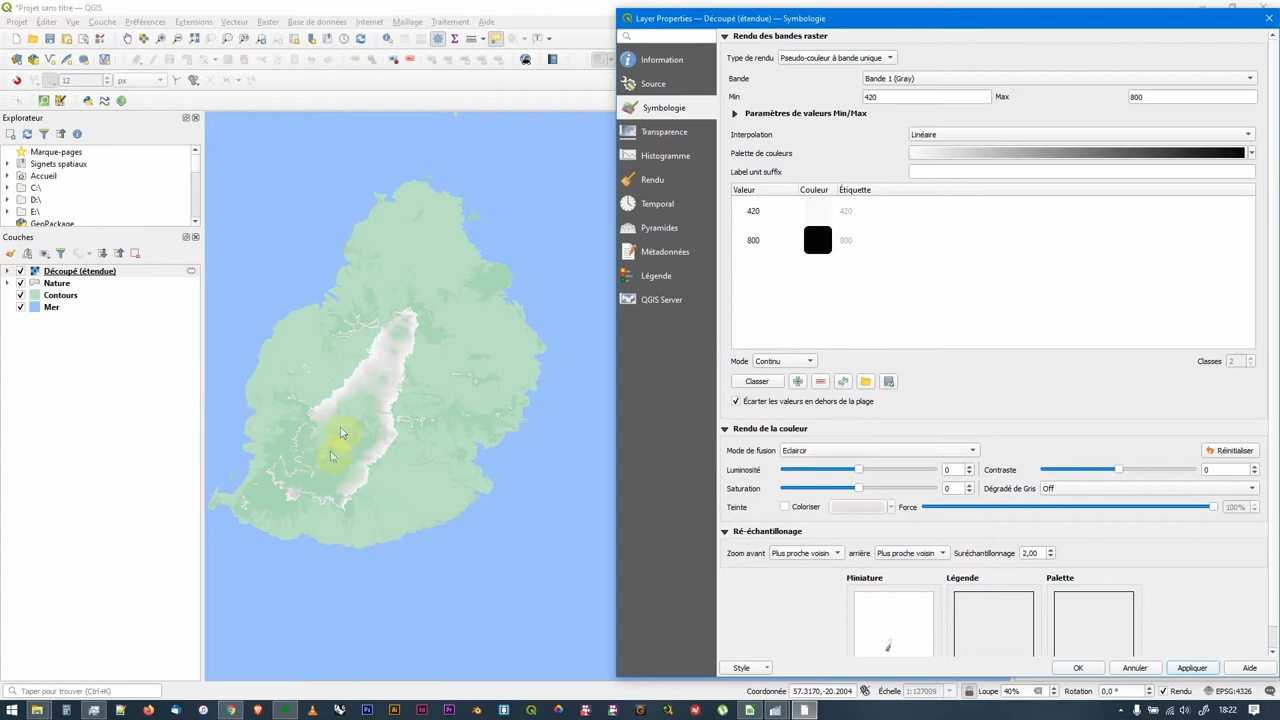 *Projet sans titre — QGIS
Projet Éditer Vue Couche Préférences Extensions Vecteur Raster Base de données Internet Maillage Traitement Aide
12 px
Explorateur
Marque-pages
Signets spatiaux
Accueil
C:\
D:\
E:\
GeoPackage
Couches
Découpé (étendue)
Nature
Contours
Mer
Layer Properties — Découpé (étendue) — Symbologie
Information
Source
Symbologie
Transparence
Histogramme
Rendu
Temporal
Pyramides
Métadonnées
Légende
QGIS Server
Rendu des bandes raster
Type de rendu Pseudo-couleur à bande unique
Bande Bande 1 (Gray)
Min 420 Max 800
Paramètres de valeurs Min/Max
Interpolation Linéaire
Palette de couleurs
Label unit suffix
Valeur Couleur Étiquette
420 420
800 800
Mode Continu Classes 2
Classer
Écarter les valeurs en dehors de la plage
Rendu de la couleur
Mode de fusion Eclaircir Réinitialiser
Luminosité 0 Contraste 0
Saturation 0 Dégradé de Gris Off
Teinte Coloriser Force 100%
Ré-échantillonage
Zoom avant Plus proche voisin arrière Plus proche voisin Suréchantillonnage 2,00
Miniature Légende Palette
Style OK Annuler Appliquer Aide
Taper pour trouver (Ctrl+K) Coordonnée 57.3170,-20.2004 Échelle 1:127009 Loupe 40% Rotation 0,0 ° Rendu EPSG:4326
18:22